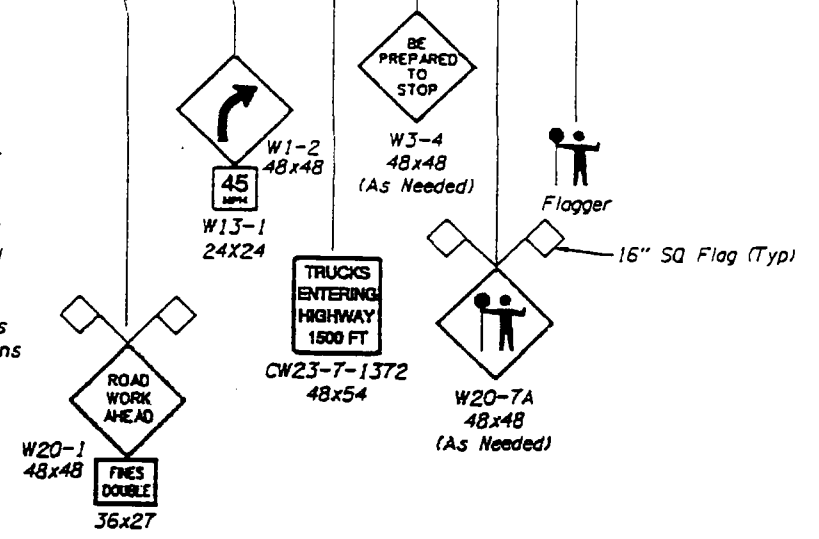 BE
PREPARED
TO
STOP
W1-2
48x48
45
MPH
W13-1
24X24
W3-4
48x48
(As Needed)
Flagger
16" SQ Flag (Typ)
TRUCKS
ENTERING
HIGHWAY
1500 FT
CW23-7-1372
48x54
W20-7A
48x48
(As Needed)
s
ns
ROAD
WORK
AHEAD
W20-1
48x48
FINES
DOUBLE
36x27